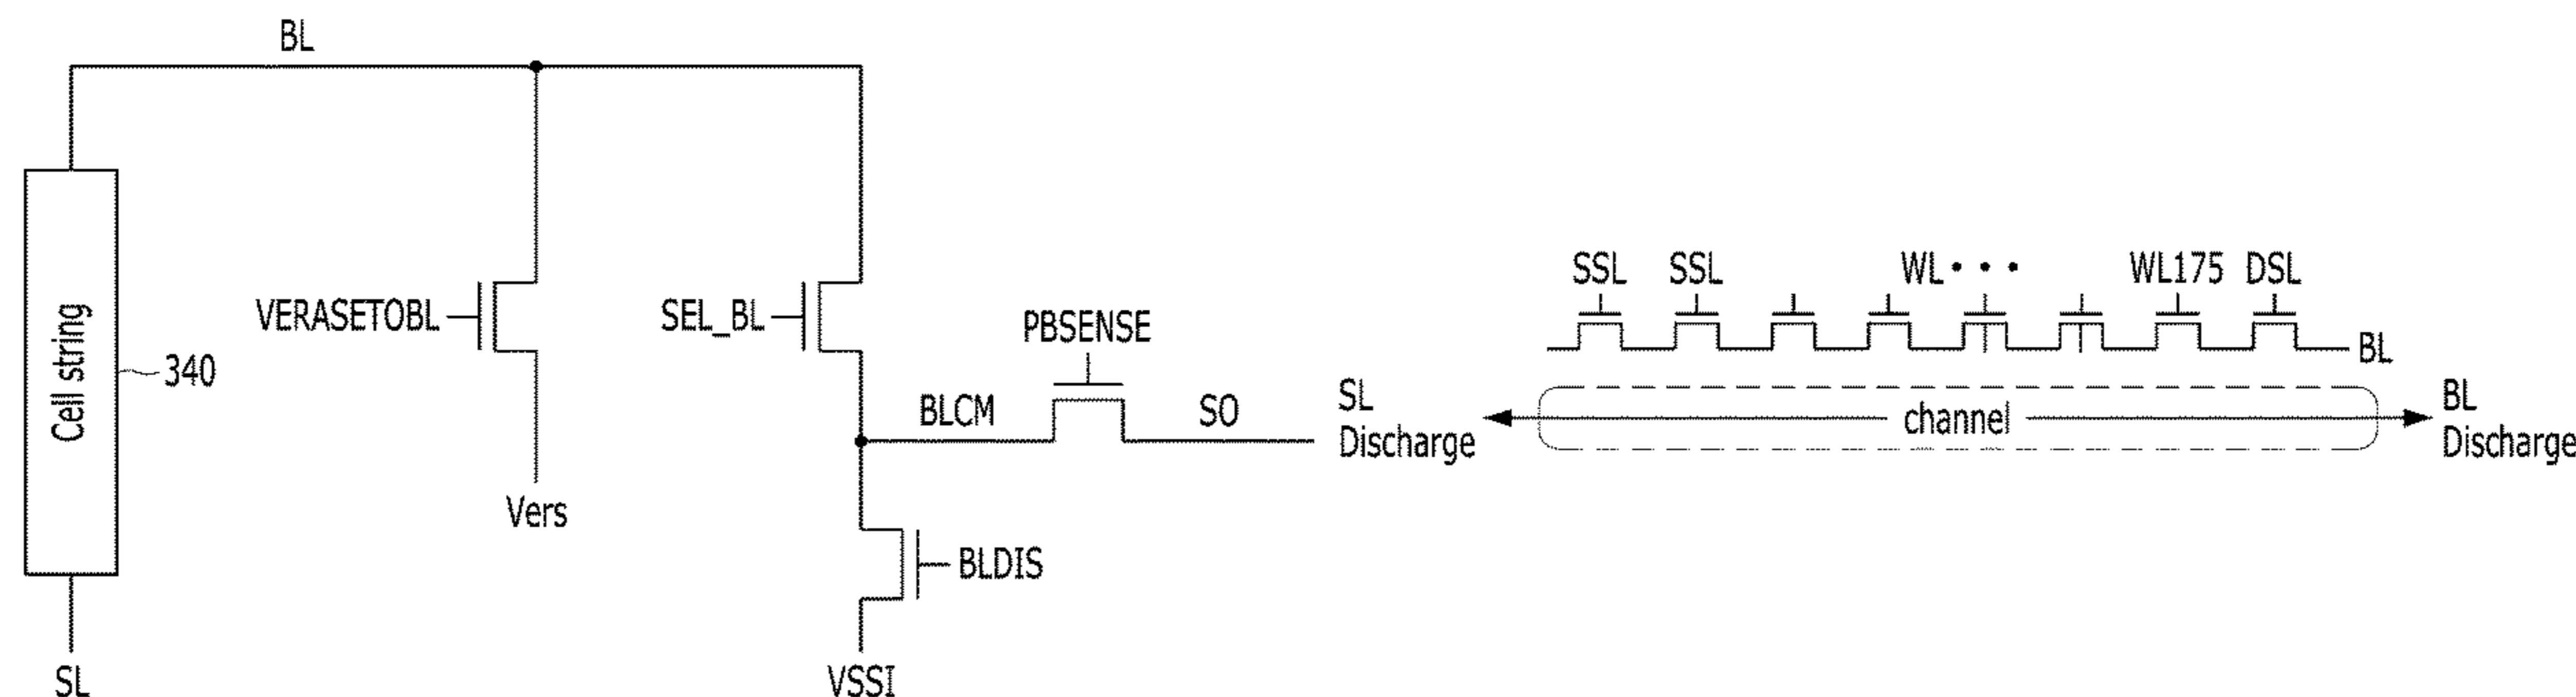 BL
SSL SSL WL··· WL175 DSL
VERASETOBL SEL_BL PBSENSE
BL
Cell string 340
BLCM SO
SL Discharge channel BL Discharge
Vers
BLDIS
SL VSSI